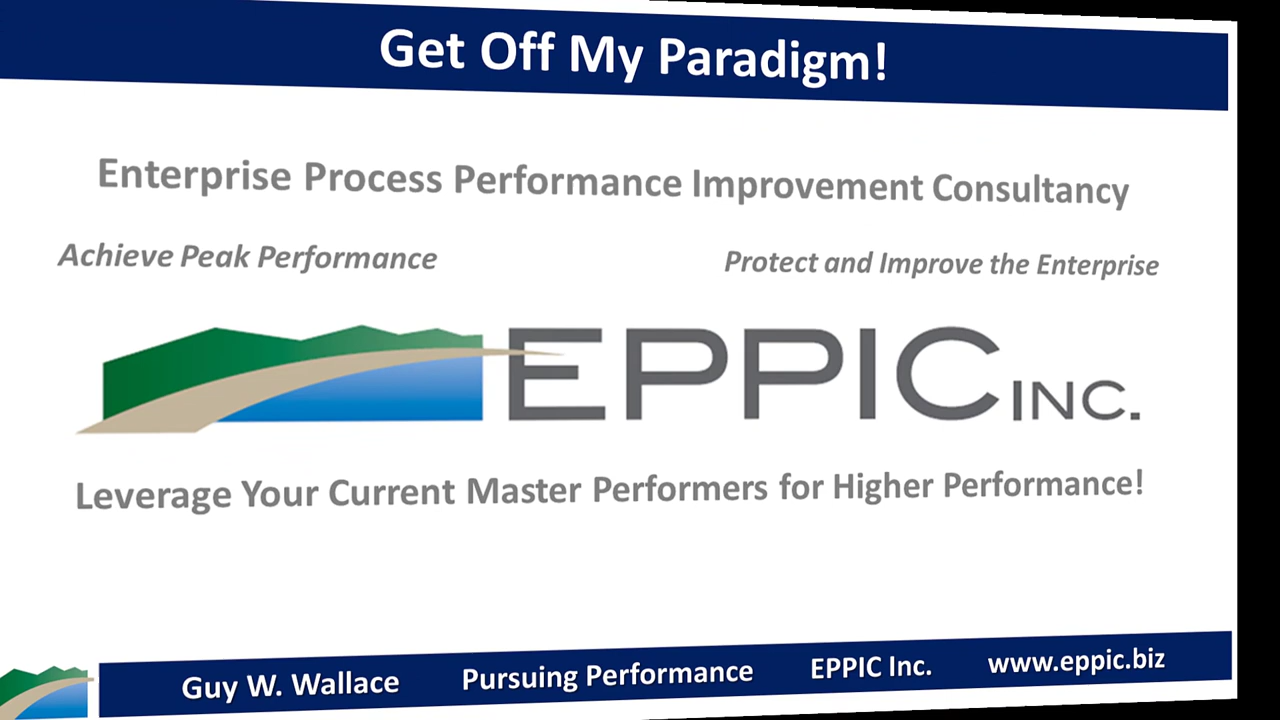 Get Off My Paradigm!
Enterprise Process Performance Improvement Consultancy
Achieve Peak Performance
Protect and Improve the Enterprise
EPPIC INC.
Leverage Your Current Master Performers for Higher Performance!
Guy W. Wallace Pursuing Performance EPPIC Inc. www.eppic.biz